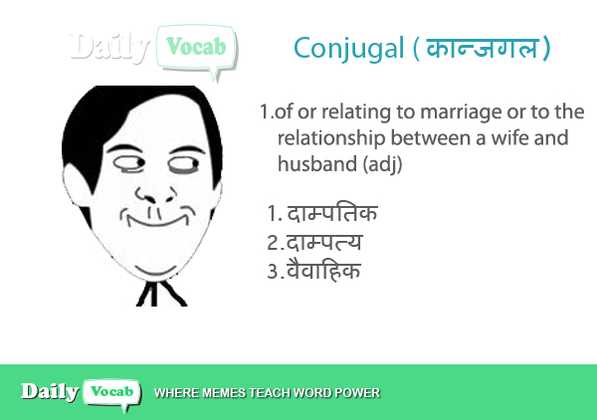 Daily Vocab
Conjugal ( कान्जगल)
1.of or relating to marriage or to the
relationship between a wife and
husband (adj)
1. दाम्पतिक
2.दाम्पत्य
3.वैवाहिक
Daily Vocab WHERE MEMES TEACH WORD POWER